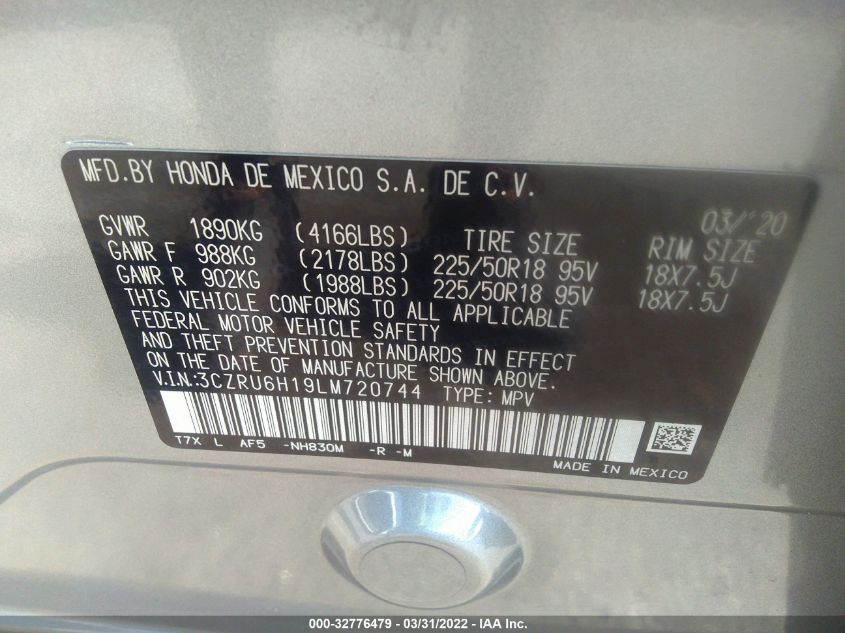 MFD.BY HONDA DE MEXICO S.A. DE C.V.
03/'20
GVWR 1890KG (4166LBS) TIRE SIZE RIM SIZE
GAWR F 988KG (2178LBS) 225/50R18 95V 18X7.5J
GAWR R 902KG (1988LBS) 225/50R18 95V 18X7.5J
THIS VEHICLE CONFORMS TO ALL APPLICABLE
FEDERAL MOTOR VEHICLE SAFETY
AND THEFT PREVENTION STANDARDS IN EFFECT
ON THE DATE OF MANUFACTURE SHOWN ABOVE.
V.I.N:3CZRU6H19LM720744 TYPE: MPV
T7X L AF5 -NH830M -R -M
MADE IN MEXICO
000-32776479 - 03/31/2022 - IAA Inc.